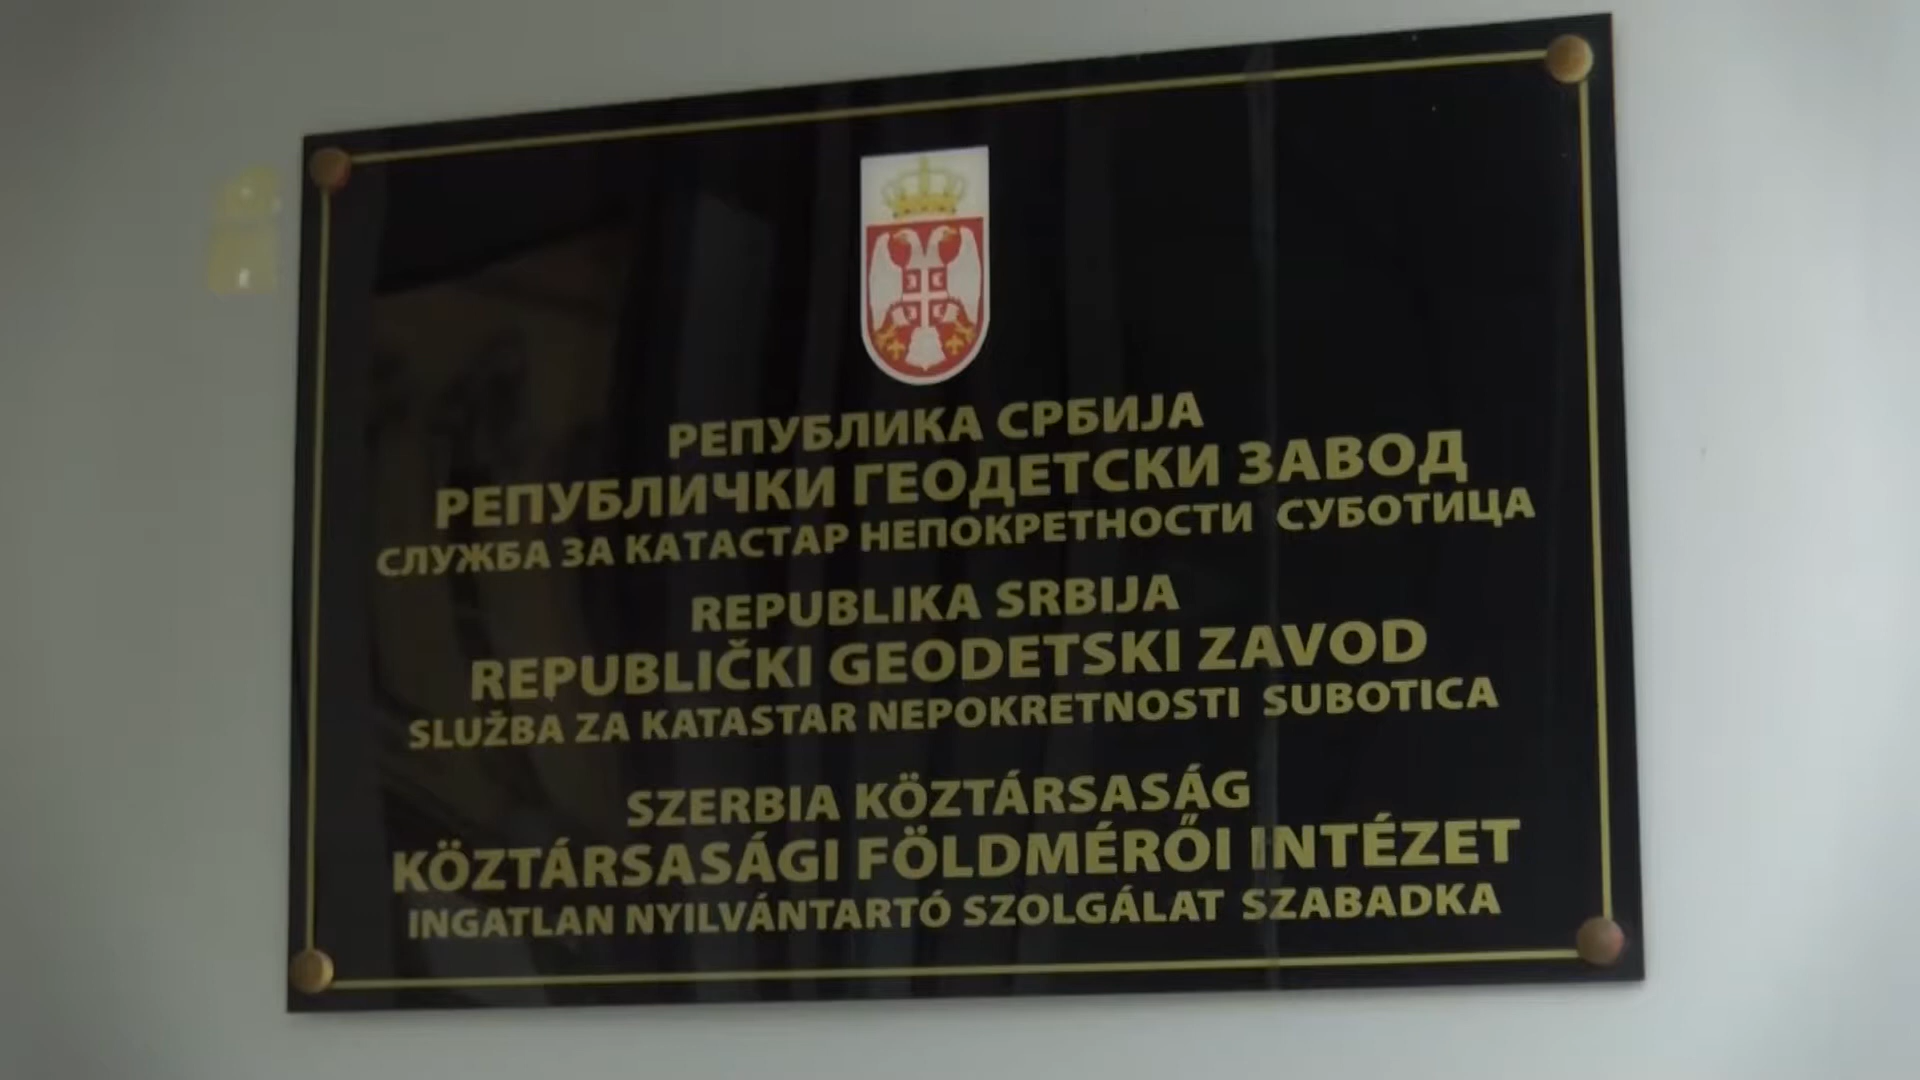 РЕПУБЛИКА СРБИЈА
РЕПУБЛИЧКИ ГЕОДЕТСКИ ЗАВОД
СЛУЖБА ЗА КАТАСТАР НЕПОКРЕТНОСТИ СУБОТИЦА
REPUBLIKA SRBIJA
REPUBLIČKI GEODETSKI ZAVOD
SLUŽBA ZA KATASTAR NEPOKRETNOSTI SUBOTICA
SZERBIA KÖZTÁRSASÁG
KÖZTÁRSASÁGI FÖLDMÉRŐI INTÉZET
INGATLAN NYILVÁNTARTÓ SZOLGÁLAT SZABADKA